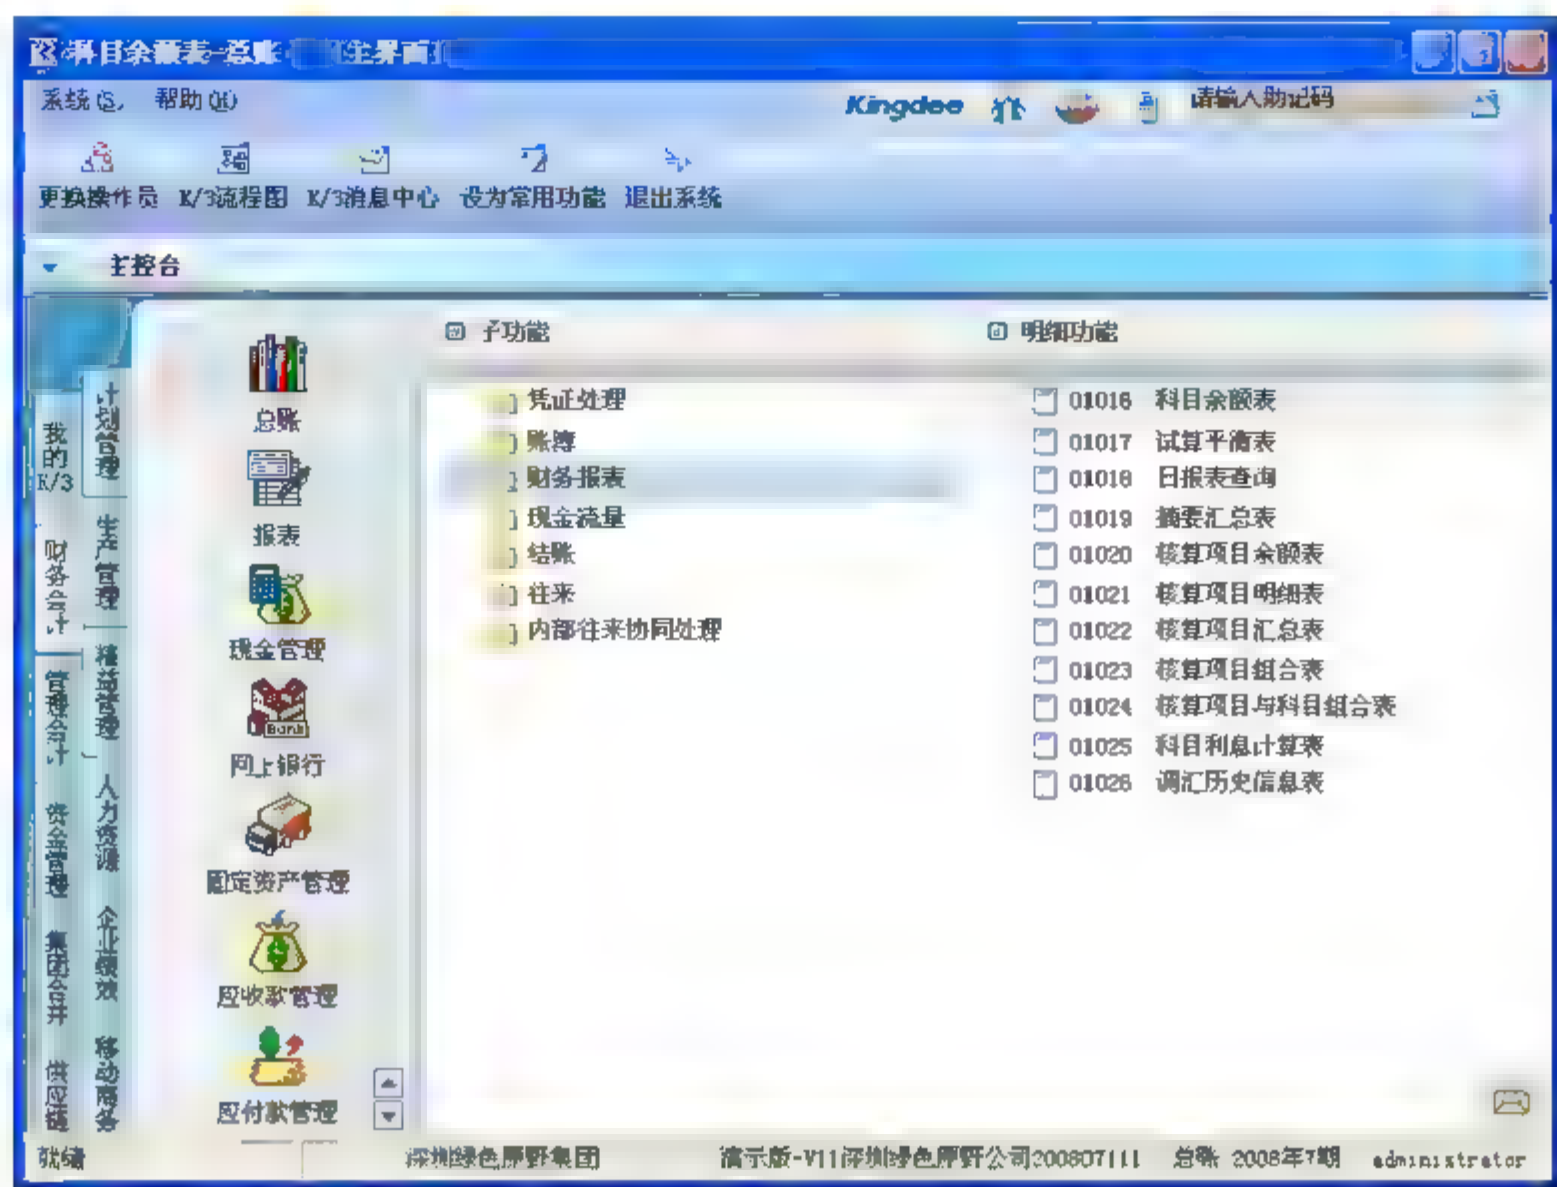 科目余额表-总账 主界面
系统(S) 帮助(H)
Kingdee 请输入助记码
更换操作员 K/3流程图 K/3消息中心 设为常用功能 退出系统
主控台
我的K/3
财务会计
管理会计
资金管理
集团合并
供应链
计划管理
生产管理
精益管理
人力资源
企业绩效
移动商务
总账
报表
现金管理
Bank
网上银行
固定资产管理
应收款管理
应付款管理
子功能
凭证处理
账簿
财务报表
现金流量
结账
往来
内部往来协同处理
明细功能
01016 科目余额表
01017 试算平衡表
01018 日报表查询
01019 摘要汇总表
01020 核算项目余额表
01021 核算项目明细表
01022 核算项目汇总表
01023 核算项目组合表
01024 核算项目与科目组合表
01025 科目利息计算表
01026 调汇历史信息表
就绪 深圳绿色原野集团 演示版-V11深圳绿色原野公司200807111 总账 2008年7期 administrator